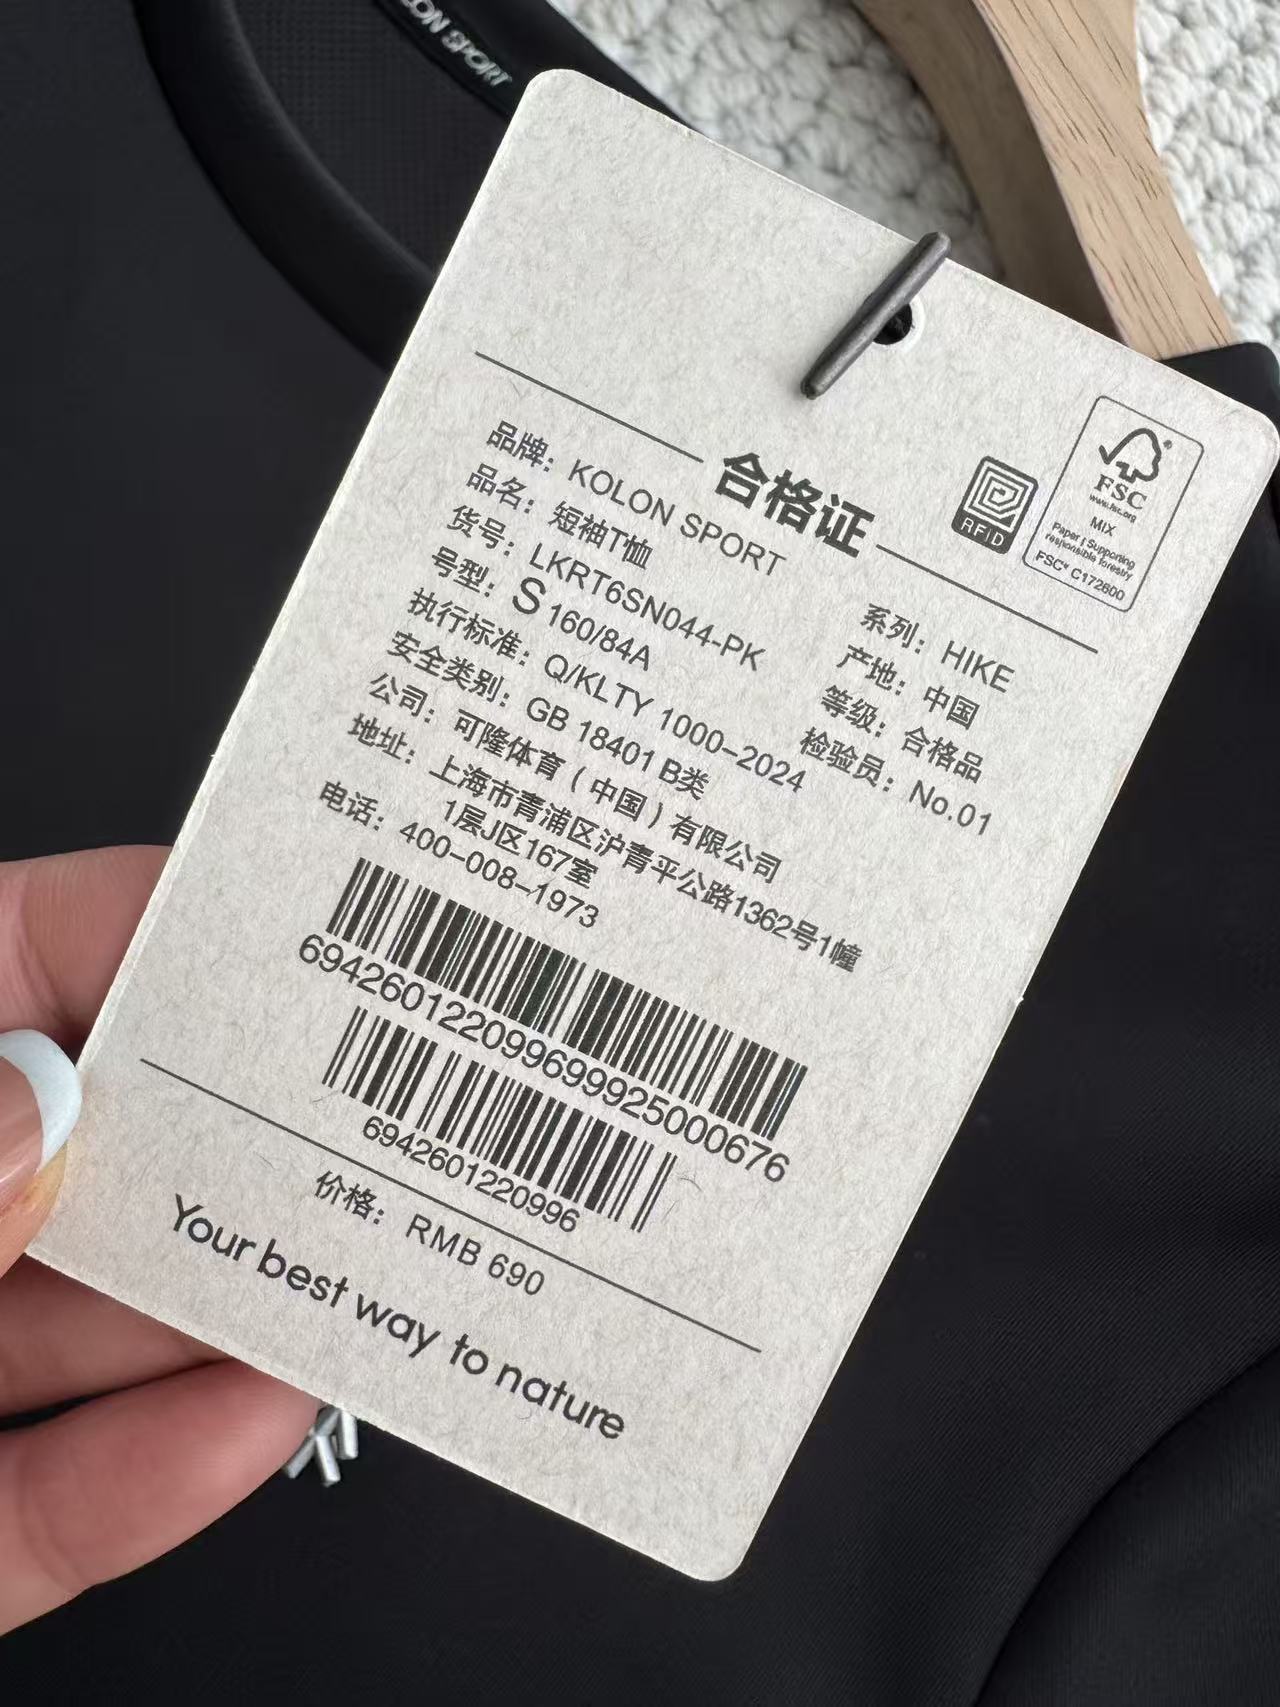 KOLON SPORT
合格证
RFID
FSC
www.fsc.org
MIX
Paper | Supporting
responsible forestry
FSC® C172600
品牌：KOLON SPORT
品名：短袖T恤
货号：LKRT6SN044-PK
号型：S 160/84A
执行标准：Q/KLTY 1000-2024
安全类别：GB 18401 B类
系列：HIKE
产地：中国
等级：合格品
检验员：No.01
公司：可隆体育（中国）有限公司
地址：上海市青浦区沪青平公路1362号1幢
1层J区167室
电话：400-008-1973
694260122099699925000676
6942601220996
价格：RMB 690
Your best way to nature